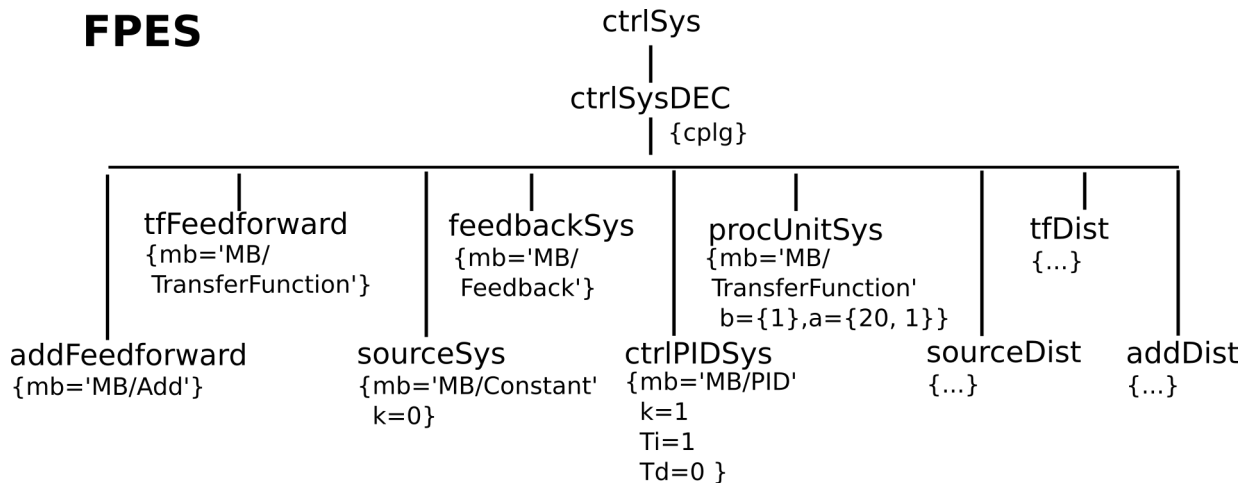 FPES
ctrlSys
ctrlSysDEC
{cplg}
tfFeedforward
{mb='MB/
TransferFunction'}
feedbackSys
{mb='MB/
Feedback'}
procUnitSys
{mb='MB/
TransferFunction'
b={1},a={20, 1}}
tfDist
{...}
addFeedforward
{mb='MB/Add'}
sourceSys
{mb='MB/Constant'
k=0}
ctrlPIDSys
{mb='MB/PID'
k=1
Ti=1
Td=0 }
sourceDist
{...}
addDist
{...}